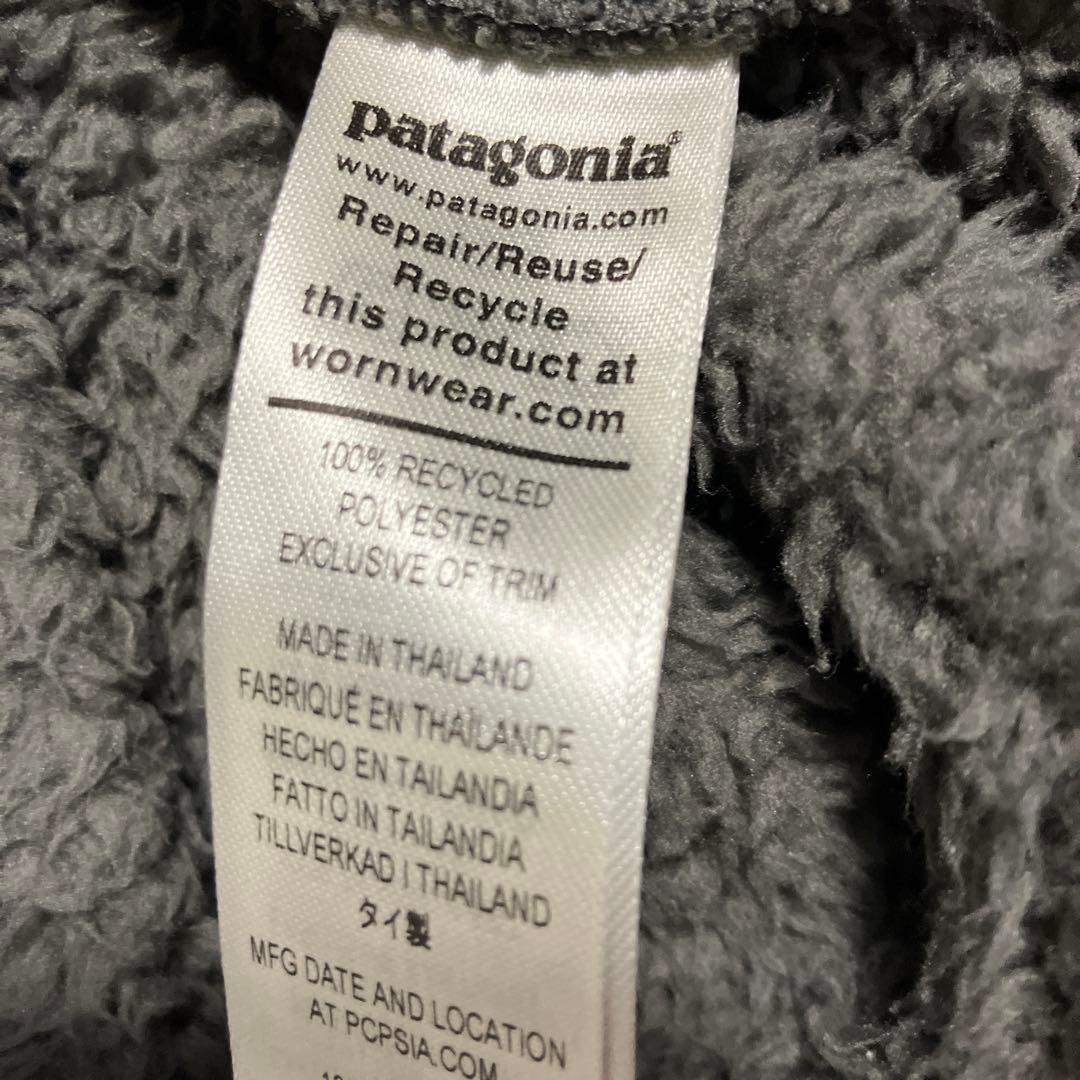 patagonia®
www.patagonia.com
Repair/Reuse/
Recycle
this product at
wornwear.com
100% RECYCLED
POLYESTER
EXCLUSIVE OF TRIM
MADE IN THAILAND
FABRIQUÉ EN THAÏLANDE
HECHO EN TAILANDIA
FATTO IN TAILANDIA
TILLVERKAD I THAILAND
タイ製
MFG DATE AND LOCATION
AT PCPSIA.COM